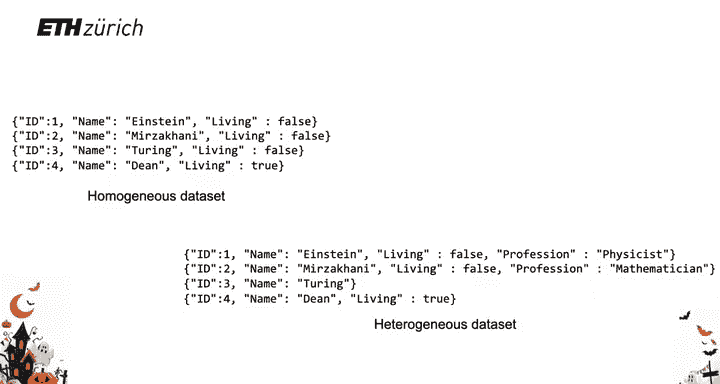 ETH zürich
{"ID":1, "Name": "Einstein", "Living" : false}
{"ID":2, "Name": "Mirzakhani", "Living" : false}
{"ID":3, "Name": "Turing", "Living" : false}
{"ID":4, "Name": "Dean", "Living" : true}
Homogeneous dataset
{"ID":1, "Name": "Einstein", "Living" : false, "Profession" : "Physicist"}
{"ID":2, "Name": "Mirzakhani", "Living" : false, "Profession" : "Mathematician"}
{"ID":3, "Name": "Turing"}
{"ID":4, "Name": "Dean", "Living" : true}
Heterogeneous dataset